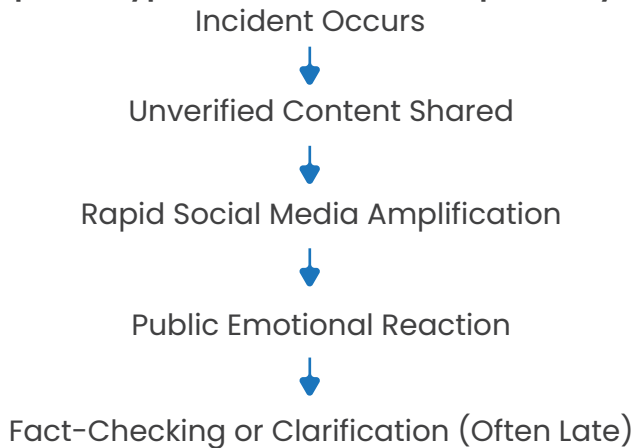 Incident Occurs
Unverified Content Shared
Rapid Social Media Amplification
Public Emotional Reaction
Fact-Checking or Clarification (Often Late)